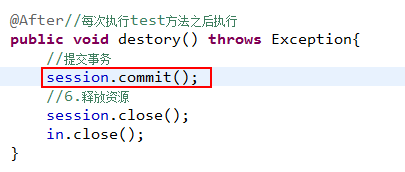 @After//每次执行test方法之后执行
public void destory() throws Exception{
//提交事务
session.commit();
//6.释放资源
session.close();
in.close();
}